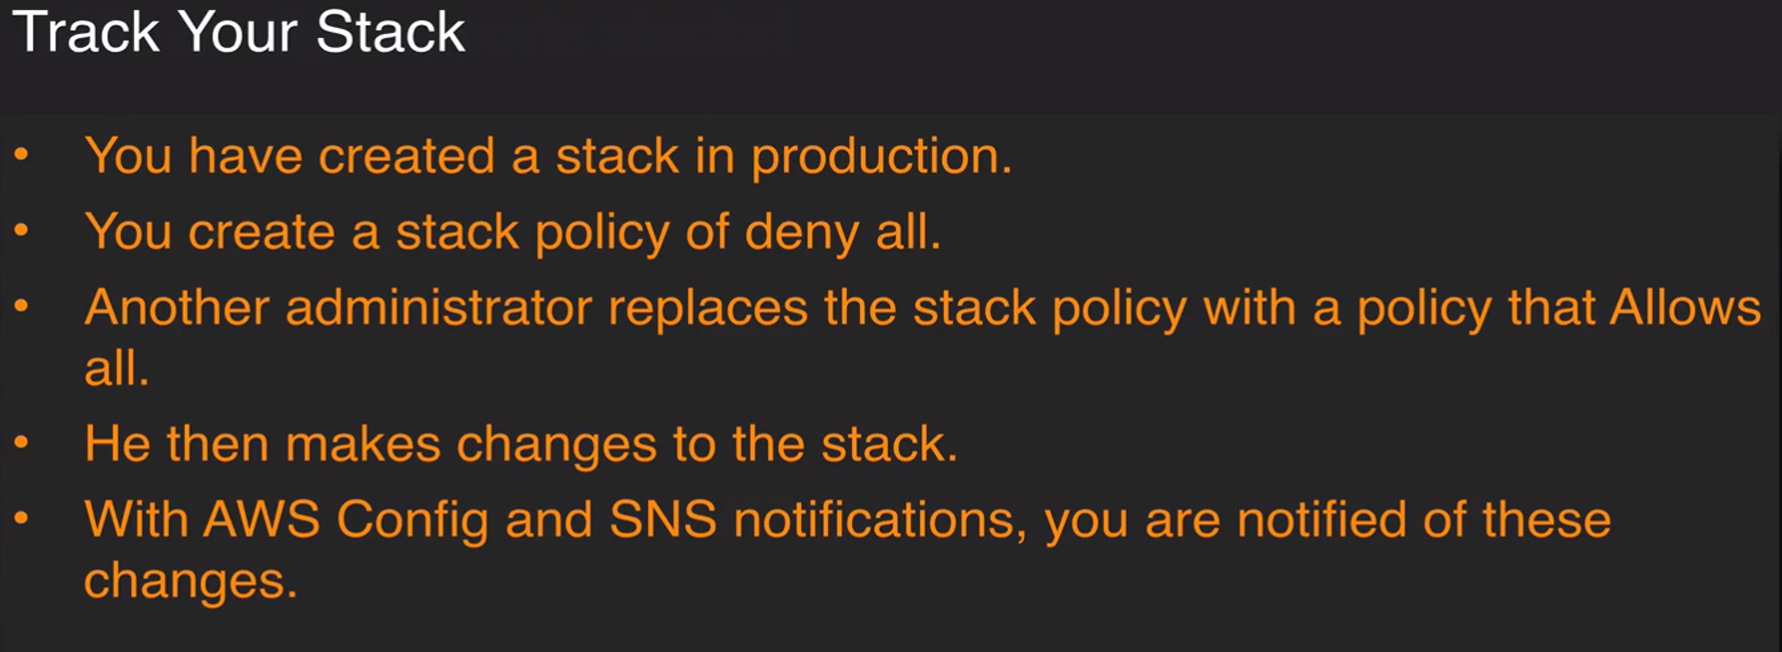 Track Your Stack
• You have created a stack in production.
• You create a stack policy of deny all.
• Another administrator replaces the stack policy with a policy that Allows
all.
• He then makes changes to the stack.
• With AWS Config and SNS notifications, you are notified of these
changes.